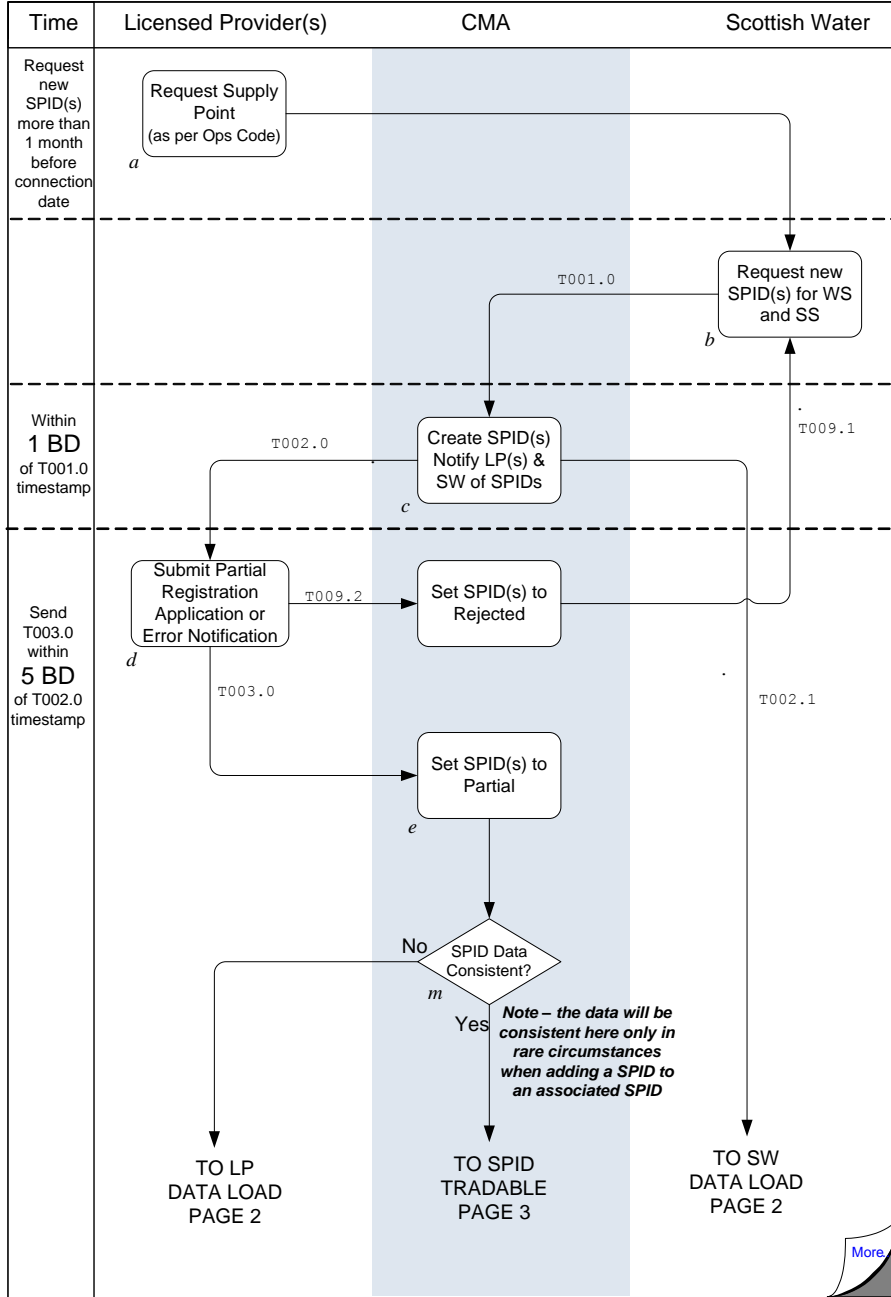 Time
Licensed Provider(s)
CMA
Scottish Water
Request
new
SPID(s)
more than
1 month
before
connection
date
Request Supply
Point
(as per Ops Code)
a
Request new
SPID(s) for WS
and SS
b
T001.0
Within
1 BD
of T001.0
timestamp
T002.0
Create SPID(s)
Notify LP(s) &
SW of SPIDs
c
T009.1
Send
T003.0
within
5 BD
of T002.0
timestamp
Submit Partial
Registration
Application or
Error Notification
d
T009.2
Set SPID(s) to
Rejected
T003.0
T002.1
Set SPID(s) to
Partial
e
No
SPID Data
Consistent?
m
Yes
Note – the data will be
consistent here only in
rare circumstances
when adding a SPID to
an associated SPID
TO LP
DATA LOAD
PAGE 2
TO SPID
TRADABLE
PAGE 3
TO SW
DATA LOAD
PAGE 2
More.